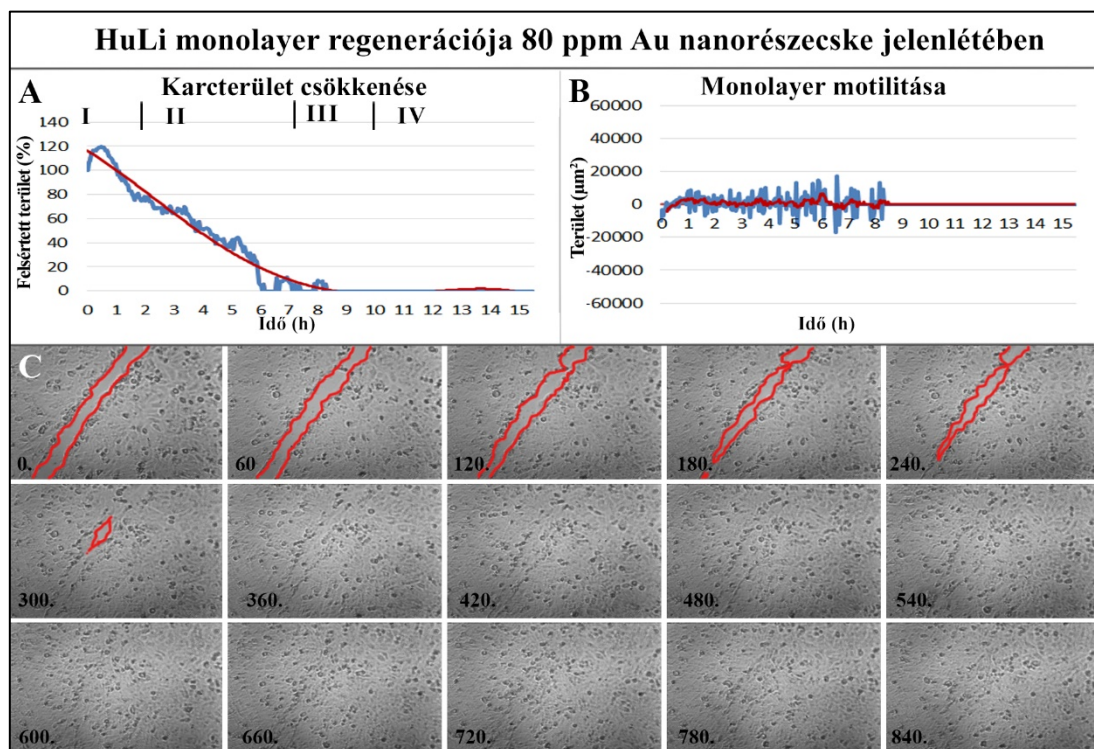 HuLi monolayer regenerációja 80 ppm Au nanorészecske jelenlétében
A
Karcterület csökkenése
I | II | III | IV
Felsértett terület (%)
140
120
100
80
60
40
20
0
0 1 2 3 4 5 6 7 8 9 10 11 12 13 14 15
Idő (h)
B
Monolayer motilitása
Terület (µm²)
60000
40000
20000
0
-20000
-40000
-60000
0 1 2 3 4 5 6 7 8 9 10 11 12 13 14 15
Idő (h)
C
0. 60 120. 180. 240.
300. 360. 420. 480. 540.
600. 660. 720. 780. 840.